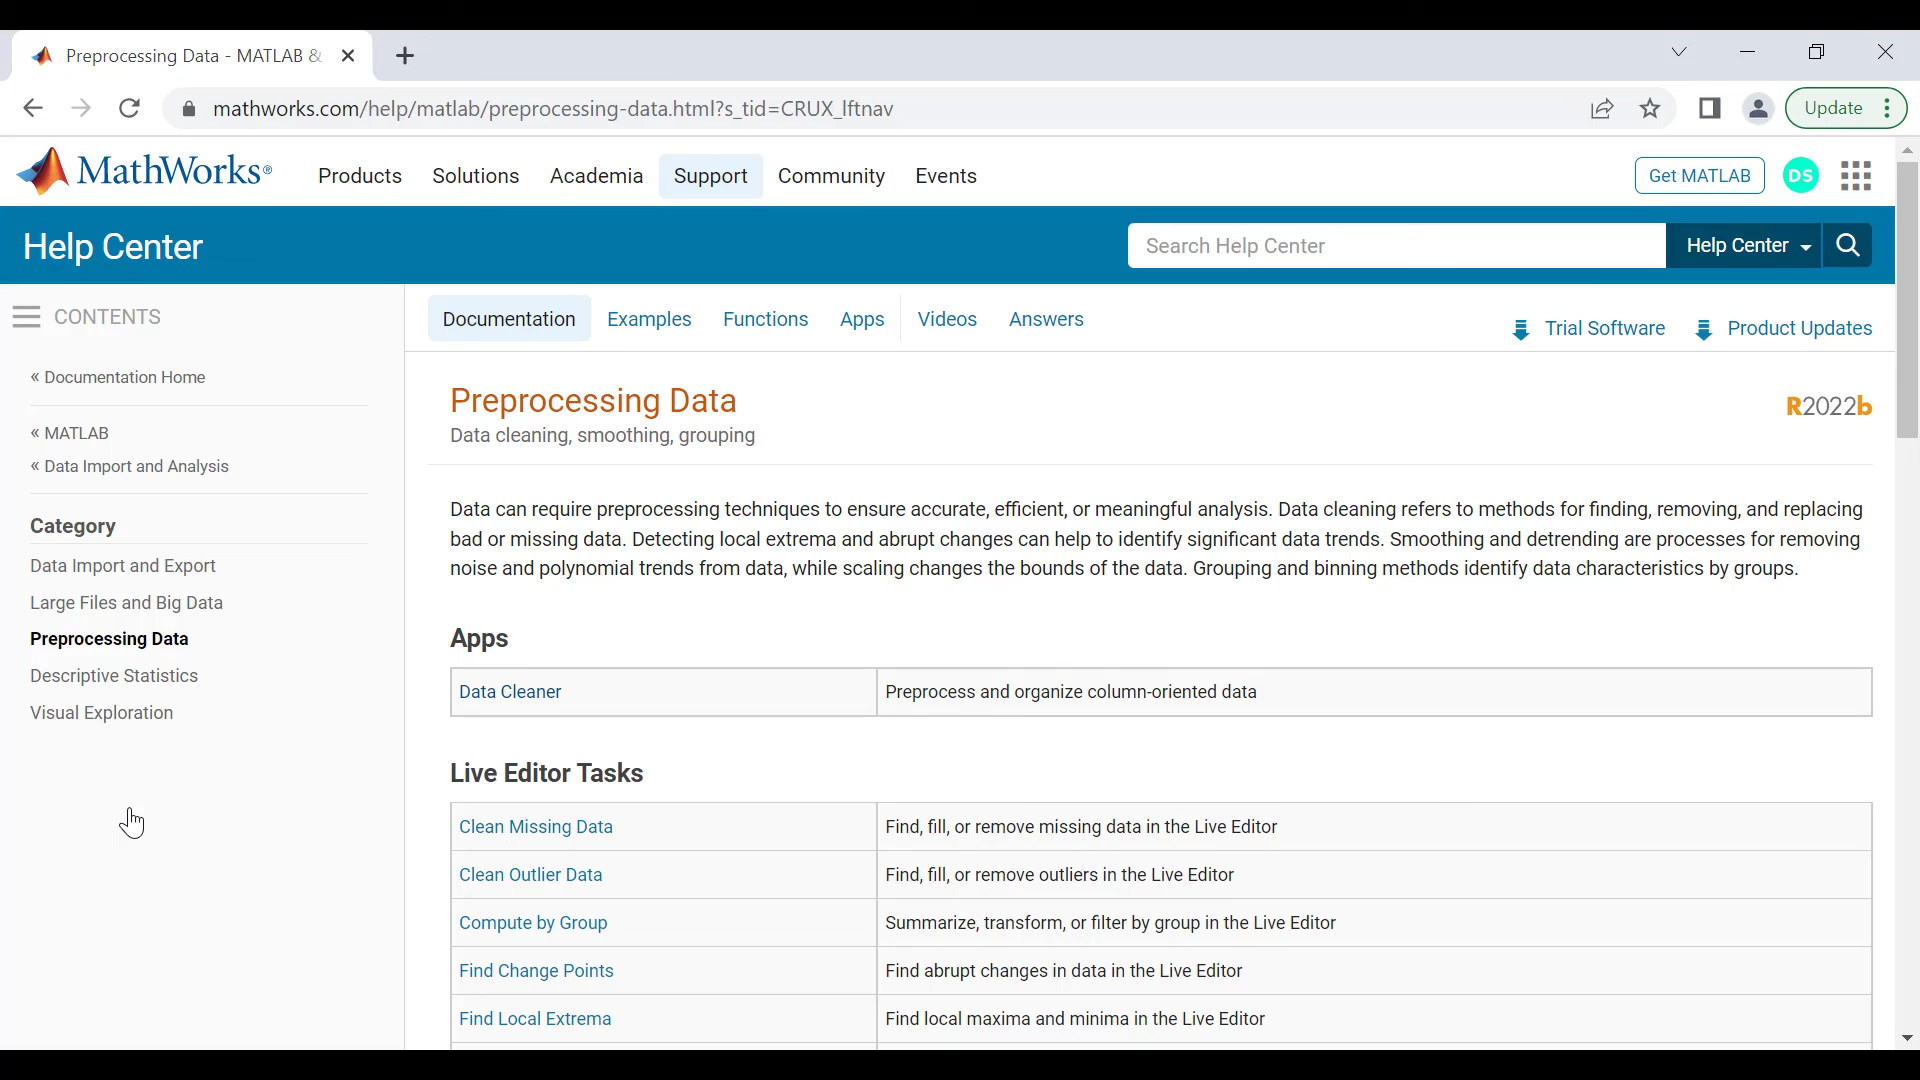 Preprocessing Data - MATLAB &
mathworks.com/help/matlab/preprocessing-data.html?s_tid=CRUX_lftnav
Update
MathWorks®
Products Solutions Academia Support Community Events
Get MATLAB
DS
Help Center
Search Help Center
Help Center
CONTENTS
« Documentation Home
« MATLAB
« Data Import and Analysis
Category
Data Import and Export
Large Files and Big Data
Preprocessing Data
Descriptive Statistics
Visual Exploration
Documentation Examples Functions Apps Videos Answers
Trial Software Product Updates
Preprocessing Data
R2022b
Data cleaning, smoothing, grouping
Data can require preprocessing techniques to ensure accurate, efficient, or meaningful analysis. Data cleaning refers to methods for finding, removing, and replacing
bad or missing data. Detecting local extrema and abrupt changes can help to identify significant data trends. Smoothing and detrending are processes for removing
noise and polynomial trends from data, while scaling changes the bounds of the data. Grouping and binning methods identify data characteristics by groups.
Apps
Data Cleaner Preprocess and organize column-oriented data
Live Editor Tasks
Clean Missing Data Find, fill, or remove missing data in the Live Editor
Clean Outlier Data Find, fill, or remove outliers in the Live Editor
Compute by Group Summarize, transform, or filter by group in the Live Editor
Find Change Points Find abrupt changes in data in the Live Editor
Find Local Extrema Find local maxima and minima in the Live Editor